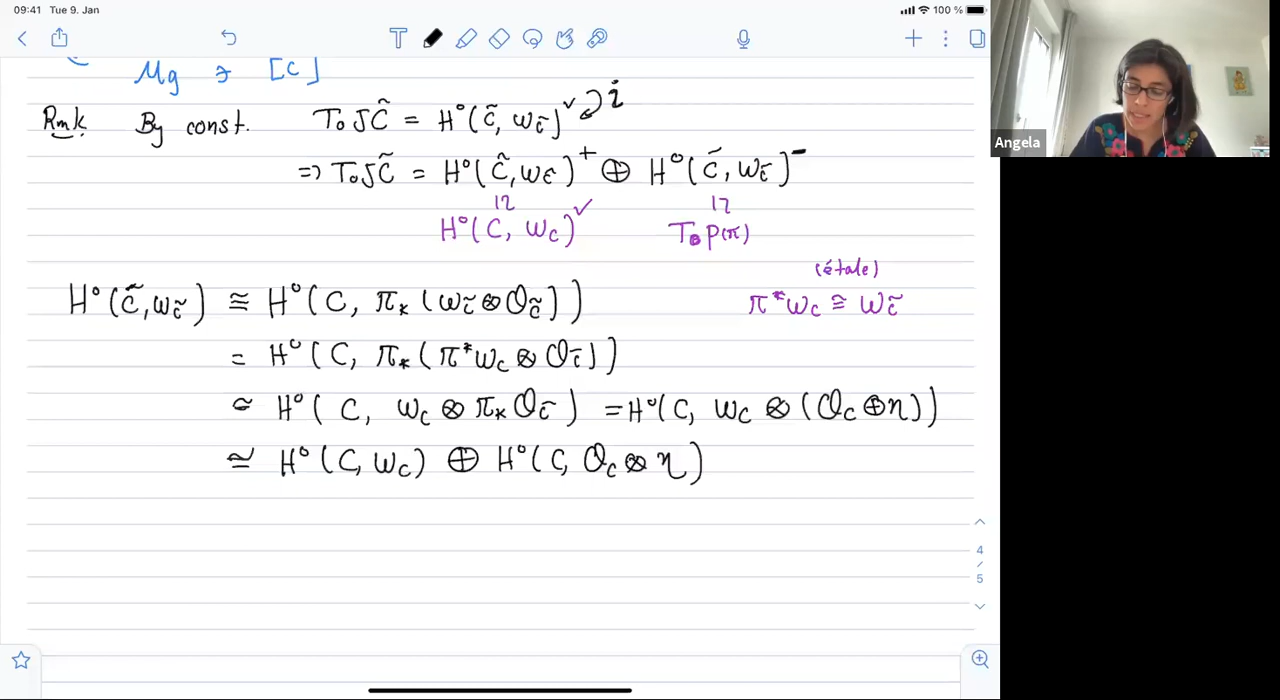 09:41 Tue 9. Jan 100 %
Mg ∋ [C]
Rmk By const. T₀JC̃ = H⁰(C̃, ω_C̃)^∨ ↺ i
⇒ T₀JC̃ = H⁰(C̃, ω_C̃)⁺ ⊕ H⁰(C̃, ω_C̃)⁻
H⁰(C, ω_C)^∨ T₀P(π)
(étale)
H⁰(C̃, ω_C̃) ≅ H⁰(C, π_*(ω_C̃ ⊗ O_C̃)) π^*ω_C ≅ ω_C̃
= H⁰(C, π_*(π^*ω_C ⊗ O_C̃))
≃ H⁰(C, ω_C ⊗ π_*O_C̃) = H⁰(C, ω_C ⊗ (O_C ⊕ η))
≃ H⁰(C, ω_C) ⊕ H⁰(C, O_C ⊗ η)
4
/
5
Angela